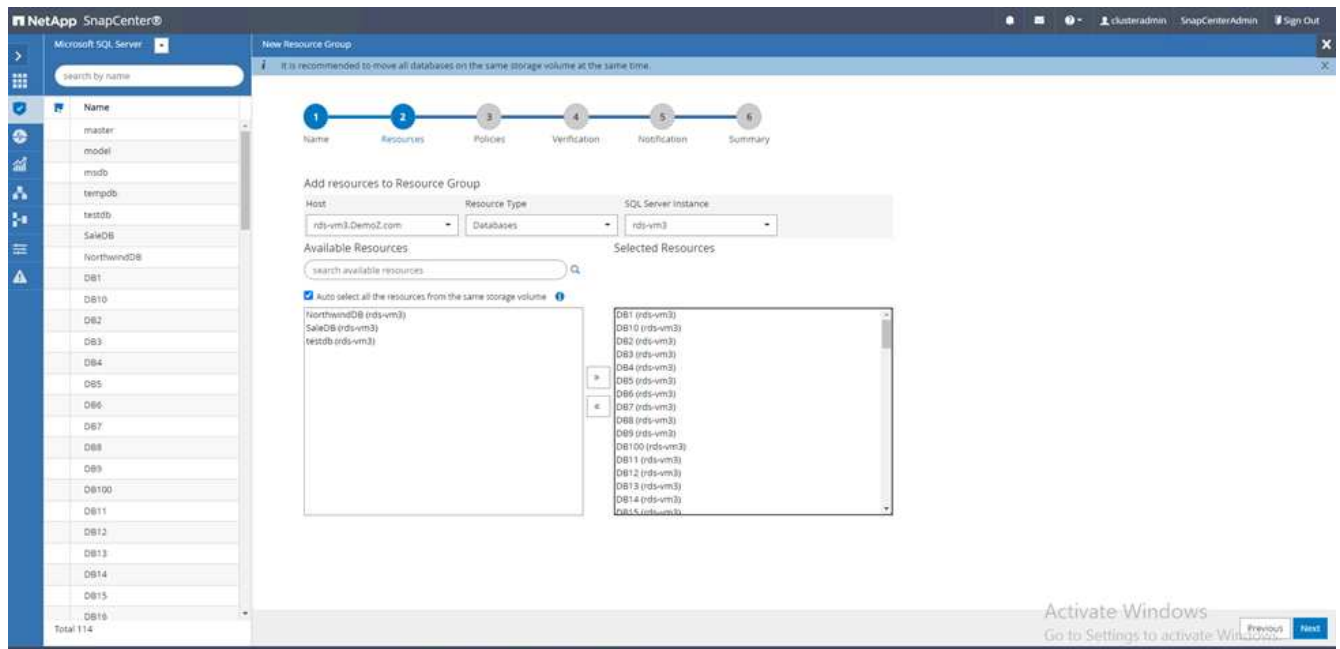 NetApp SnapCenter®
clusteradmin SnapCenterAdmin Sign Out
Microsoft SQL Server
search by name
Name
master
model
msdb
tempdb
testdb
SaleDB
NorthwindDB
DB1
DB10
DB2
DB3
DB4
DB5
DB6
DB7
DB8
DB9
DB100
DB11
DB12
DB13
DB14
DB15
DB16
Total 114
New Resource Group
It is recommended to move all databases on the same storage volume at the same time.
1 2 3 4 5 6
Name Resources Policies Verification Notification Summary
Add resources to Resource Group
Host Resource Type SQL Server Instance
rds-vm3.DemoZ.com Databases rds-vm3
Available Resources Selected Resources
search available resources
Auto select all the resources from the same storage volume
NorthwindDB (rds-vm3)
SaleDB (rds-vm3)
testdb (rds-vm3)
DB1 (rds-vm3)
DB10 (rds-vm3)
DB2 (rds-vm3)
DB3 (rds-vm3)
DB4 (rds-vm3)
DB5 (rds-vm3)
DB6 (rds-vm3)
DB7 (rds-vm3)
DB8 (rds-vm3)
DB9 (rds-vm3)
DB100 (rds-vm3)
DB11 (rds-vm3)
DB12 (rds-vm3)
DB13 (rds-vm3)
DB14 (rds-vm3)
DB15 (rds-vm3)
Activate Windows
Go to Settings to activate Windows.
Previous Next